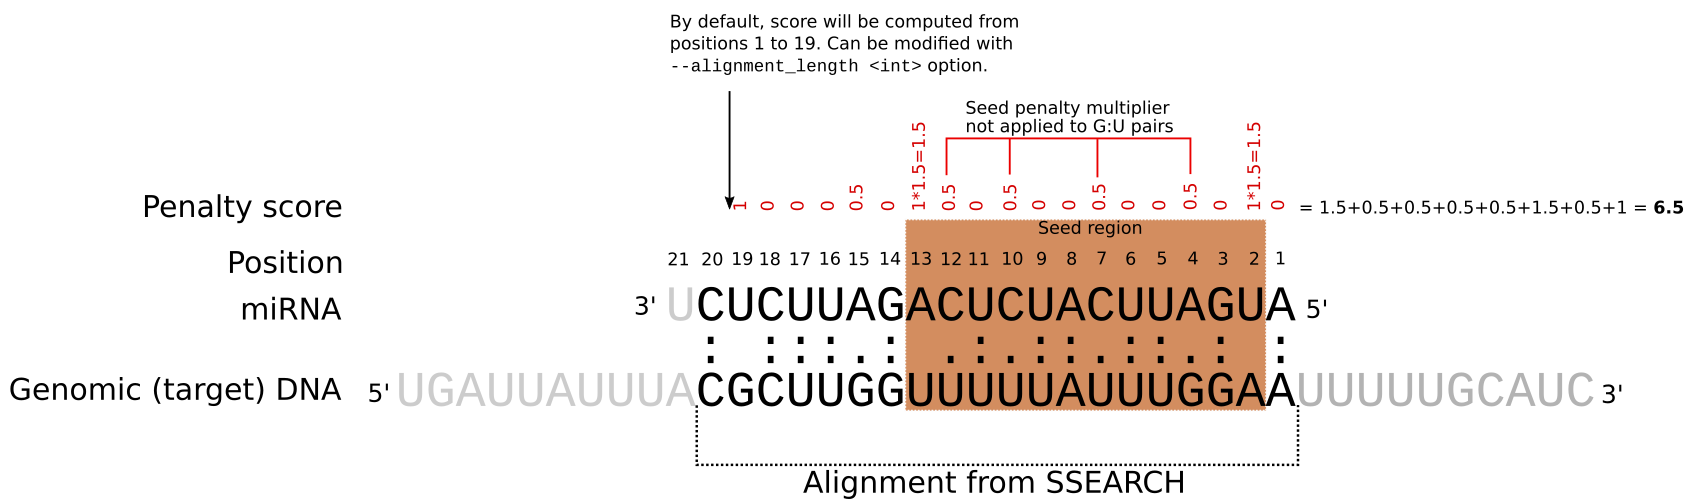 By default, score will be computed from
positions 1 to 19. Can be modified with
--alignment_length <int> option.
Seed penalty multiplier
not applied to G:U pairs
Penalty score 1 0 0 0 0.5 0 1*1.5=1.5 0.5 0 0.5 0 0 0.5 0 0 0.5 0 1*1.5=1.5 0 = 1.5+0.5+0.5+0.5+0.5+1.5+0.5+1 = 6.5
Seed region
Position 21 20 19 18 17 16 15 14 13 12 11 10 9 8 7 6 5 4 3 2 1
miRNA 3' UCUCUUAGACUCUACUUAGUA 5'
: : : : . : . : . : : . : : . : :
Genomic (target) DNA 5' UGAUUAUUUACGCUUGGUUUUUAUUUGGAAUUUUUGCAUC 3'
Alignment from SSEARCH